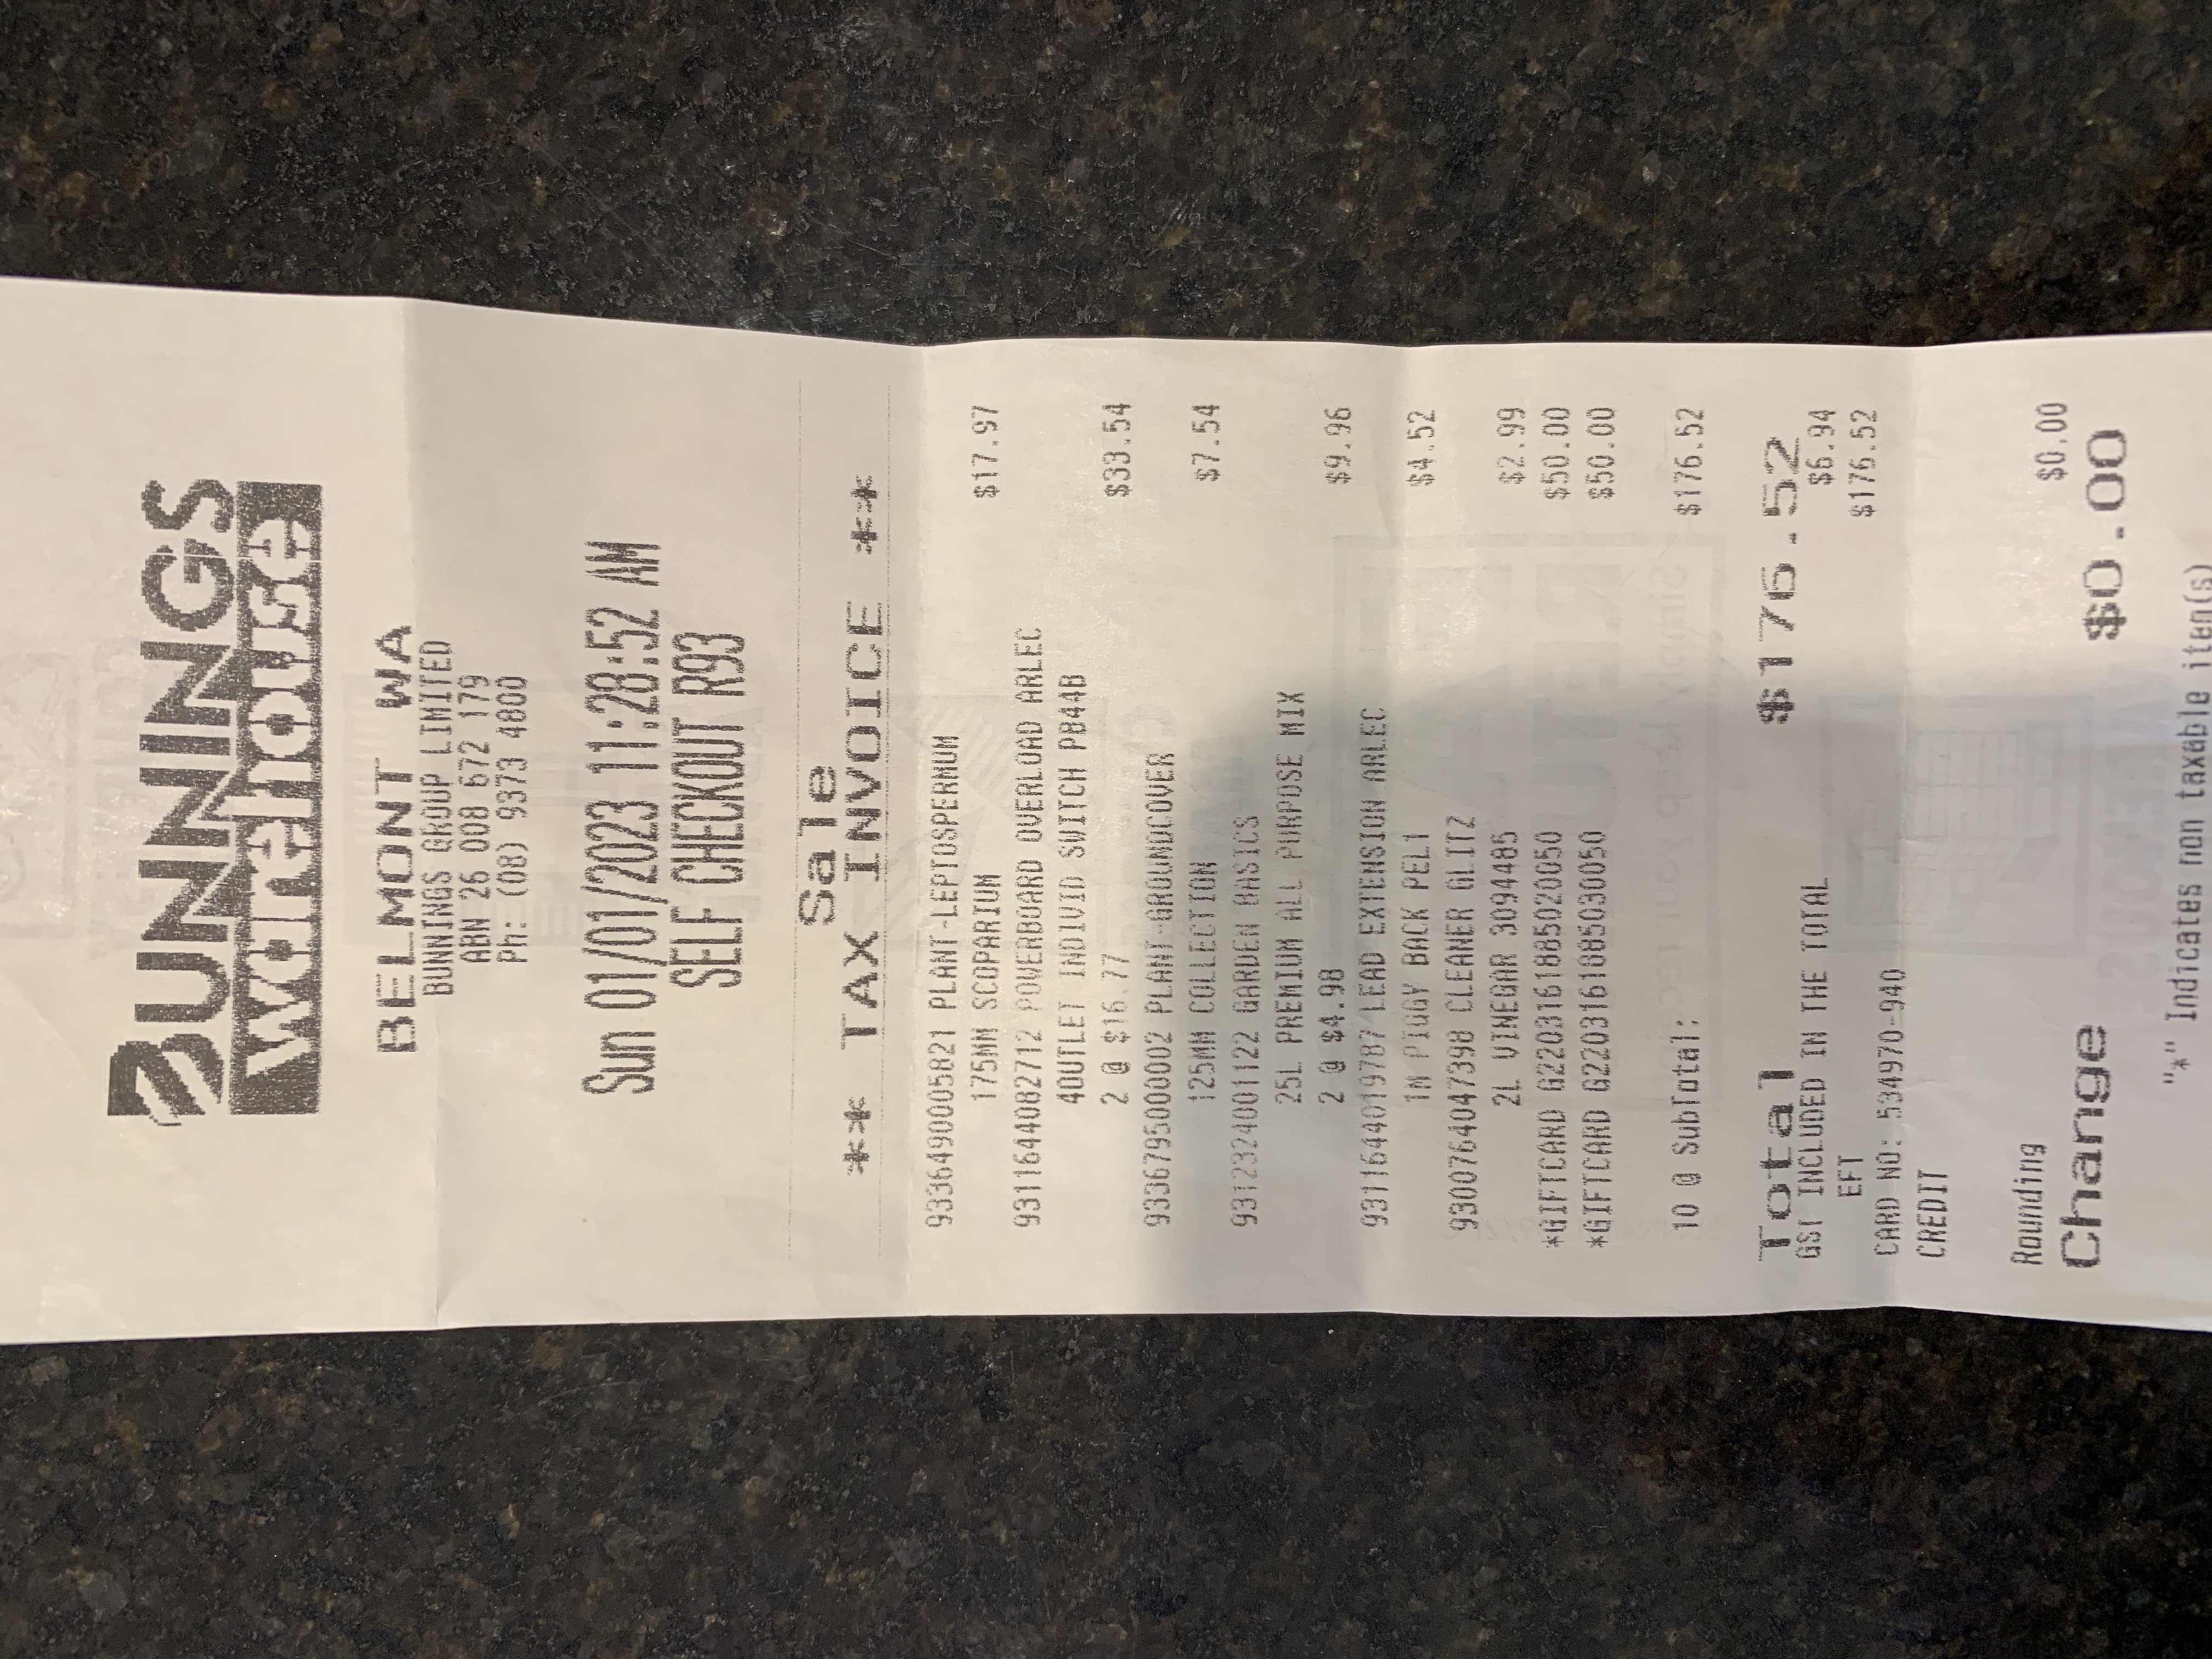 BUNNINGS
warehouse
BELMONT WA
BUNNINGS GROUP LIMITED
ABN 26 008 672 179
Ph: (08) 9373 4800
Sun 01/01/2023 11:28:52 AM
SELF CHECKOUT R93
Sale
** TAX INVOICE **
9336490005821 PLANT-LEPTOSPERMUM
175MM SCOPARIUM $17.97
9311644082712 POWERBOARD OVERLOAD ARLEC
4OUTLET INDIVID SWITCH PB44B
2 @ $16.77 $33.54
9336795000002 PLANT-GROUNDCOVER
125MM COLLECTION $7.54
9312324001122 GARDEN BASICS
25L PREMIUM ALL PURPOSE MIX
2 @ $4.98 $9.96
9311644019787 LEAD EXTENSION ARLEC
1M PIGGY BACK PEL1 $4.52
9300764047398 CLEANER GLITZ
2L VINEGAR 3094485 $2.99
*GIFTCARD G2203161885020050 $50.00
*GIFTCARD G2203161885030050 $50.00
10 @ SubTotal: $176.52
Total $176.52
GST INCLUDED IN THE TOTAL $6.94
EFT $176.52
CARD NO: 534970-940
CREDIT
Rounding $0.00
Change $0.00
"*" Indicates non taxable item(s)